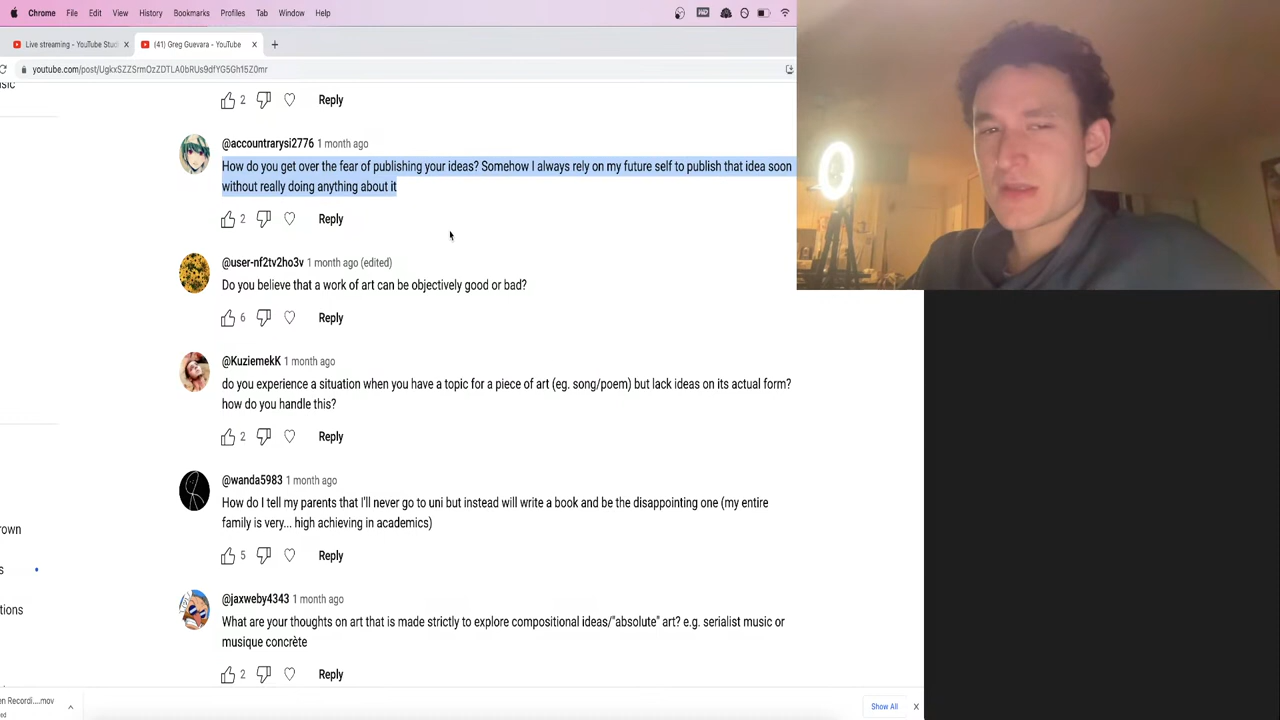 Chrome File Edit View History Bookmarks Profiles Tab Window Help
Live streaming - YouTube Stud
(41) Greg Guevara - YouTube
youtube.com/post/UgkxSZZSrmOzZDTLA0bRUs9dfYG5Gh15Z0mr
2 Reply
@accountrarysi2776 1 month ago
How do you get over the fear of publishing your ideas? Somehow I always rely on my future self to publish that idea soon
without really doing anything about it
2 Reply
@user-nf2tv2ho3v 1 month ago (edited)
Do you believe that a work of art can be objectively good or bad?
6 Reply
@KuziemekK 1 month ago
do you experience a situation when you have a topic for a piece of art (eg. song/poem) but lack ideas on its actual form?
how do you handle this?
2 Reply
@wanda5983 1 month ago
How do I tell my parents that I'll never go to uni but instead will write a book and be the disappointing one (my entire
family is very... high achieving in academics)
rown
5 Reply
s
@jaxweby4343 1 month ago
tions
What are your thoughts on art that is made strictly to explore compositional ideas/"absolute" art? e.g. serialist music or
musique concrète
2 Reply
en Recordi....mov
Show All